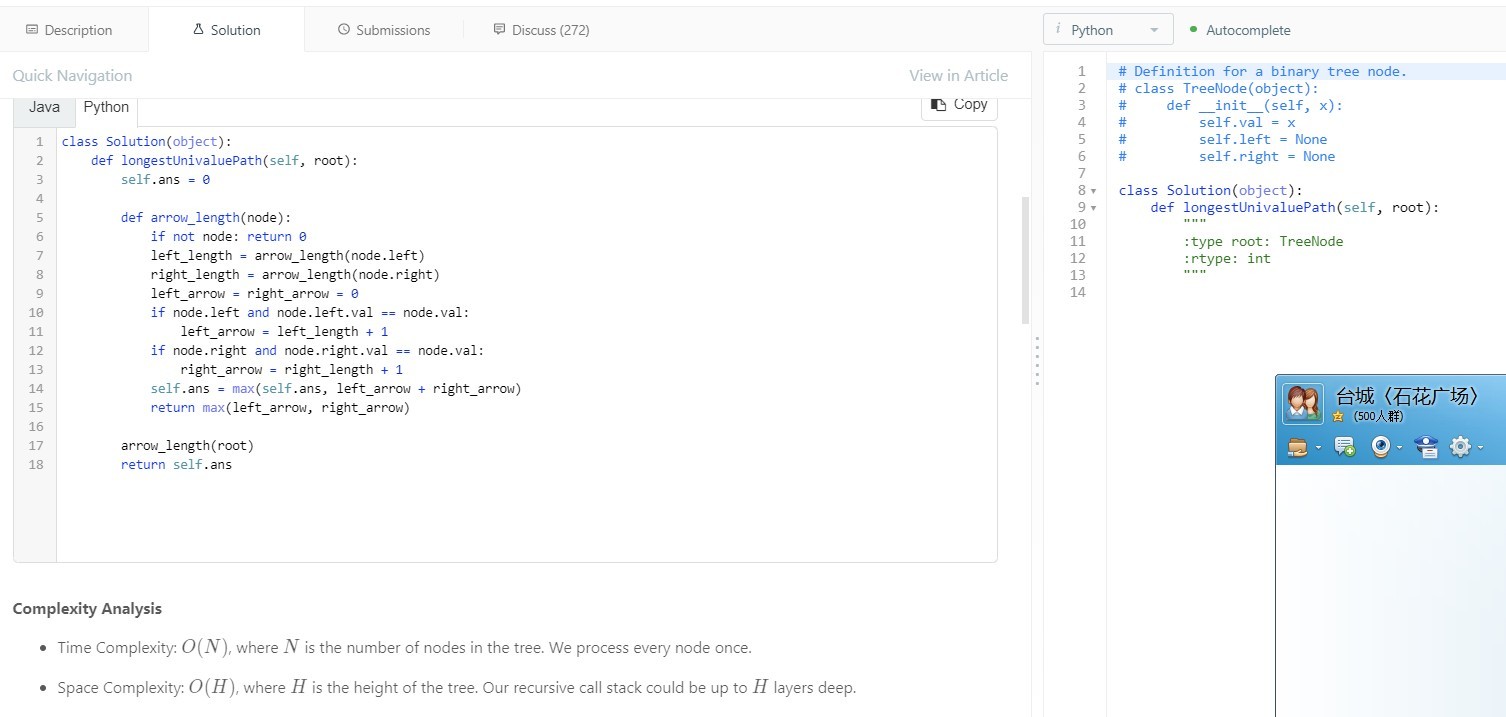 Description
Solution
Submissions
Discuss (272)
Quick Navigation
View in Article
Java
Python
Copy
1 class Solution(object):
2     def longestUnivaluePath(self, root):
3         self.ans = 0
4
5         def arrow_length(node):
6             if not node: return 0
7             left_length = arrow_length(node.left)
8             right_length = arrow_length(node.right)
9             left_arrow = right_arrow = 0
10             if node.left and node.left.val == node.val:
11                 left_arrow = left_length + 1
12             if node.right and node.right.val == node.val:
13                 right_arrow = right_length + 1
14             self.ans = max(self.ans, left_arrow + right_arrow)
15             return max(left_arrow, right_arrow)
16
17         arrow_length(root)
18         return self.ans
Complexity Analysis
• Time Complexity: O(N), where N is the number of nodes in the tree. We process every node once.
• Space Complexity: O(H), where H is the height of the tree. Our recursive call stack could be up to H layers deep.
i Python
Autocomplete
1 # Definition for a binary tree node.
2 # class TreeNode(object):
3 #     def __init__(self, x):
4 #         self.val = x
5 #         self.left = None
6 #         self.right = None
7
8 class Solution(object):
9     def longestUnivaluePath(self, root):
10         """
11         :type root: TreeNode
12         :rtype: int
13         """
14
台城〈石花广场〉
(500人群)